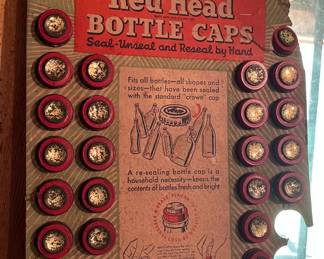 Red Head
BOTTLE CAPS
Seal-Unseal and Reseal by Hand
Fits all bottles—all shapes and
sizes—that have been sealed
with the standard "crown" cap
A re-sealing bottle cap is a
household necessity—keeps the
contents of bottles fresh and bright